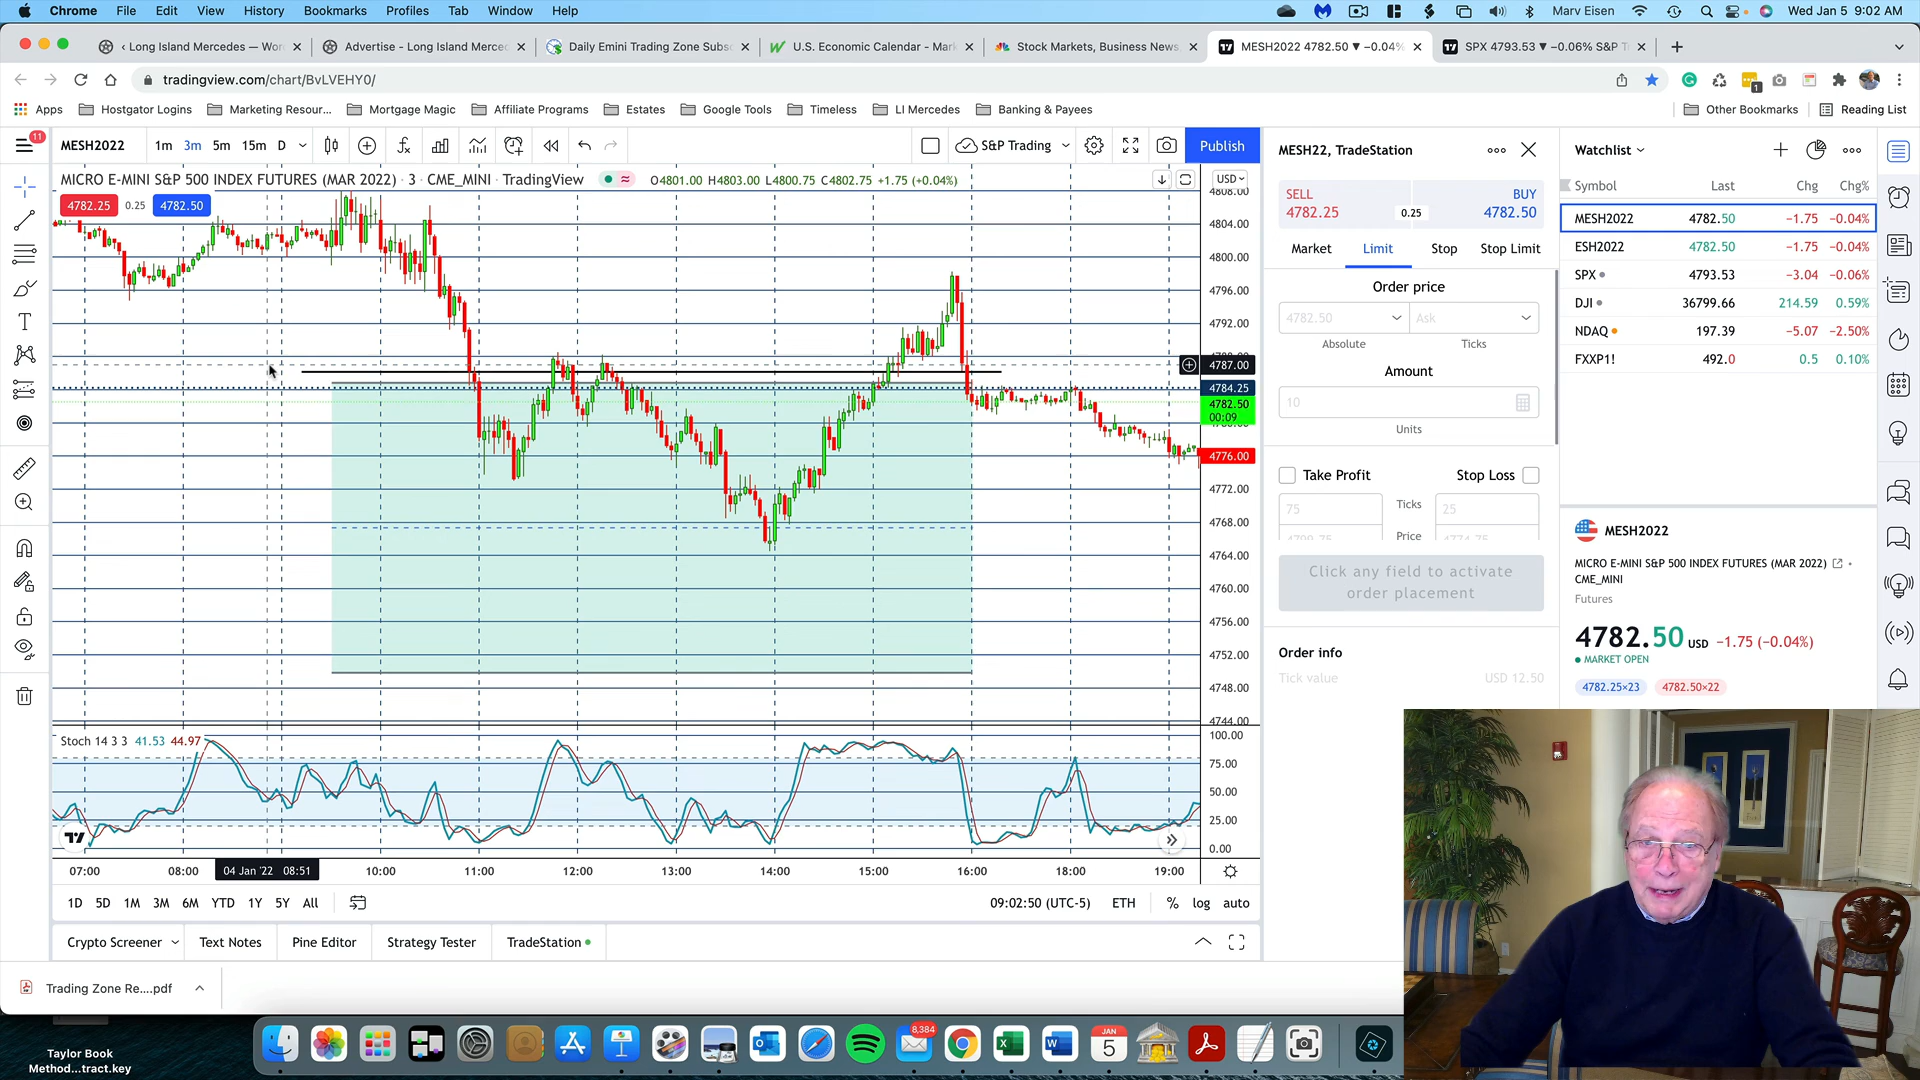 Chrome File Edit View History Bookmarks Profiles Tab Window Help Marv Eisen Wed Jan 5 9:02 AM
‹ Long Island Mercedes — Wor
Advertise - Long Island Merced
Daily Emini Trading Zone Subs
U.S. Economic Calendar - Mark
Stock Markets, Business News,
MESH2022 4782.50 ▼ −0.04%
SPX 4793.53 ▼ −0.06% S&P T
tradingview.com/chart/BvLVEHY0/
Apps Hostgator Logins Marketing Resour... Mortgage Magic Affiliate Programs Estates Google Tools Timeless LI Mercedes Banking & Payees Other Bookmarks Reading List
11 MESH2022 1m 3m 5m 15m D S&P Trading Publish
MICRO E-MINI S&P 500 INDEX FUTURES (MAR 2022) · 3 · CME_MINI · TradingView O4801.00 H4803.00 L4800.75 C4802.75 +1.75 (+0.04%)
4782.25 0.25 4782.50
USD
4808.00
4804.00
4800.00
4796.00
4792.00
4787.00
4784.25
4782.50
00:09
4776.00
4772.00
4768.00
4764.00
4760.00
4756.00
4752.00
4748.00
4744.00
Stoch 14 3 3 41.53 44.97
100.00
75.00
50.00
25.00
0.00
07:00 08:00 04 Jan '22 08:51 10:00 11:00 12:00 13:00 14:00 15:00 16:00 18:00 19:00
1D 5D 1M 3M 6M YTD 1Y 5Y All 09:02:50 (UTC-5) ETH % log auto
Crypto Screener Text Notes Pine Editor Strategy Tester TradeStation
MESH22, TradeStation
SELL BUY
4782.25 0.25 4782.50
Market Limit Stop Stop Limit
Order price
4782.50 Ask
Absolute Ticks
Amount
10
Units
Take Profit Stop Loss
75 Ticks 25
Price
Click any field to activate
order placement
Order info
Tick value USD 12.50
Watchlist
Symbol Last Chg Chg%
MESH2022 4782.50 −1.75 −0.04%
ESH2022 4782.50 −1.75 −0.04%
SPX 4793.53 −3.04 −0.06%
DJI 36799.66 214.59 0.59%
NDAQ 197.39 −5.07 −2.50%
FXXP1! 492.0 0.5 0.10%
MESH2022
MICRO E-MINI S&P 500 INDEX FUTURES (MAR 2022)
CME_MINI
Futures
4782.50 USD −1.75 (−0.04%)
MARKET OPEN
4782.25×23 4782.50×22
Trading Zone Re....pdf
8,384
JAN
5
Taylor Book
Method...tract.key